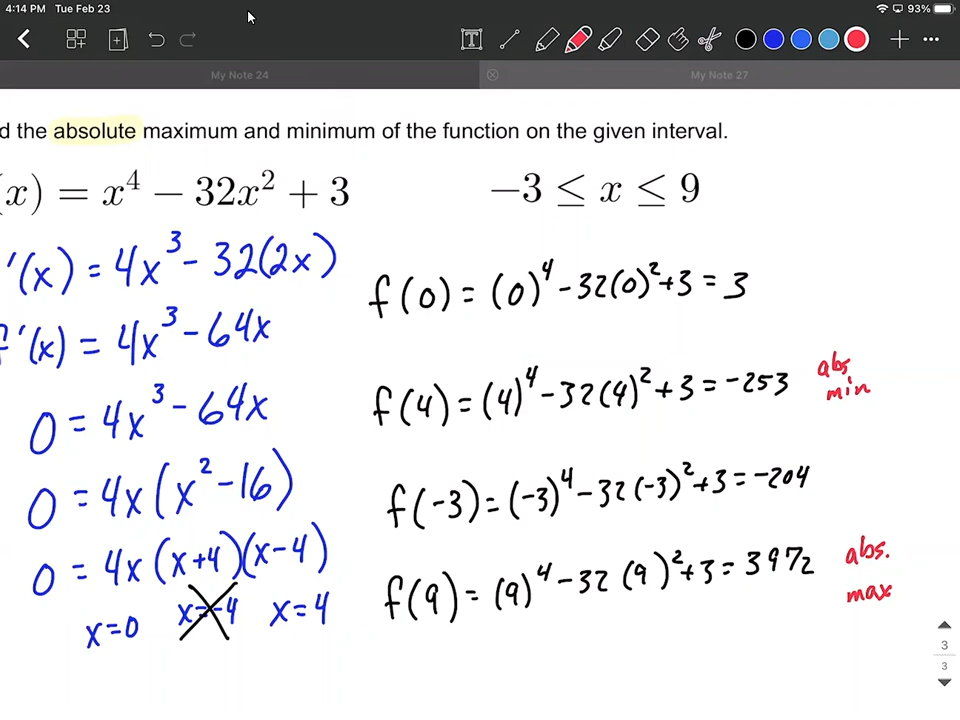 4:14 PM Tue Feb 23
93%
T
My Note 24
My Note 27
d the absolute maximum and minimum of the function on the given interval.
(x) = x⁴ − 32x² + 3
−3 ≤ x ≤ 9
'(x) = 4x³ - 32(2x)
f'(x) = 4x³ - 64x
0 = 4x³ - 64x
0 = 4x(x² - 16)
0 = 4x(x+4)(x-4)
x=0 x=-4 x=4
f(0) = (0)⁴ - 32(0)² + 3 = 3
f(4) = (4)⁴ - 32(4)² + 3 = -253
abs
min
f(-3) = (-3)⁴ - 32(-3)² + 3 = -204
f(9) = (9)⁴ - 32(9)² + 3 = 3972
abs.
max
3
3